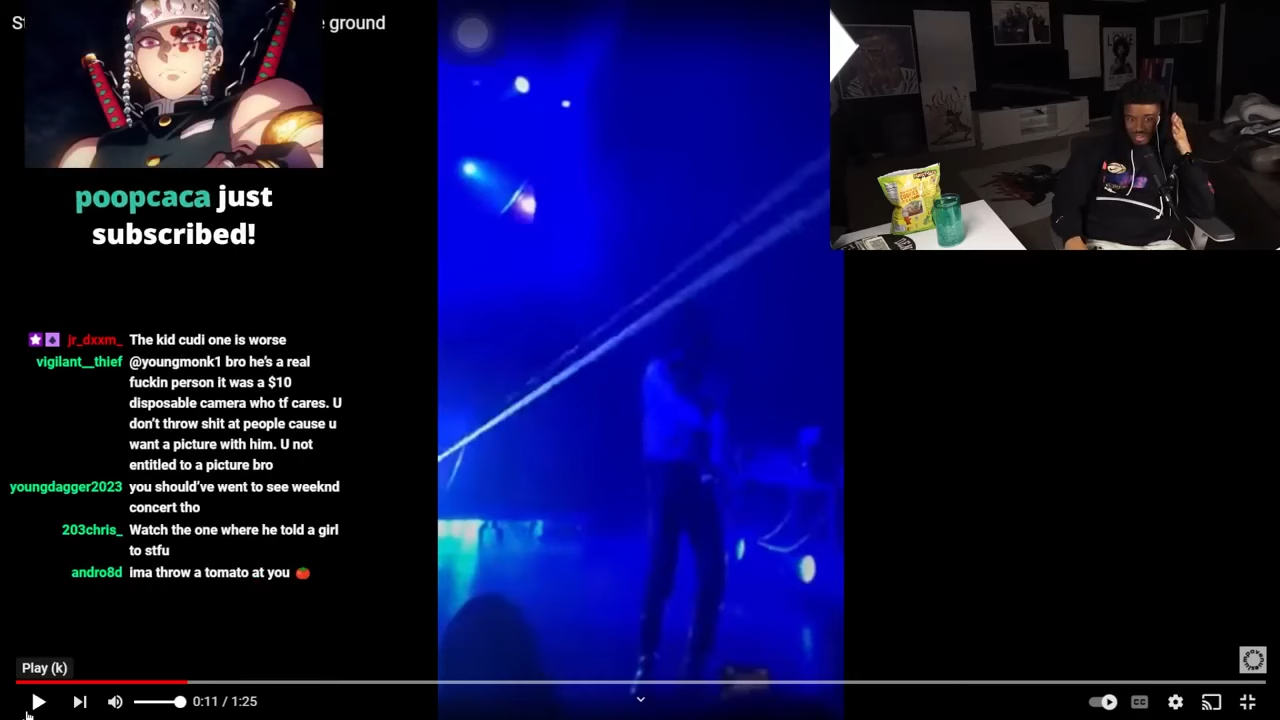 St
ground
poopcaca just
subscribed!
jr_dxxm_ The kid cudi one is worse
vigilant__thief @youngmonk1 bro he's a real
fuckin person it was a $10
disposable camera who tf cares. U
don't throw shit at people cause u
want a picture with him. U not
entitled to a picture bro
youngdagger2023 you should've went to see weeknd
concert tho
203chris_ Watch the one where he told a girl
to stfu
andro8d ima throw a tomato at you 🍅
Play (k)
0:11 / 1:25
CC